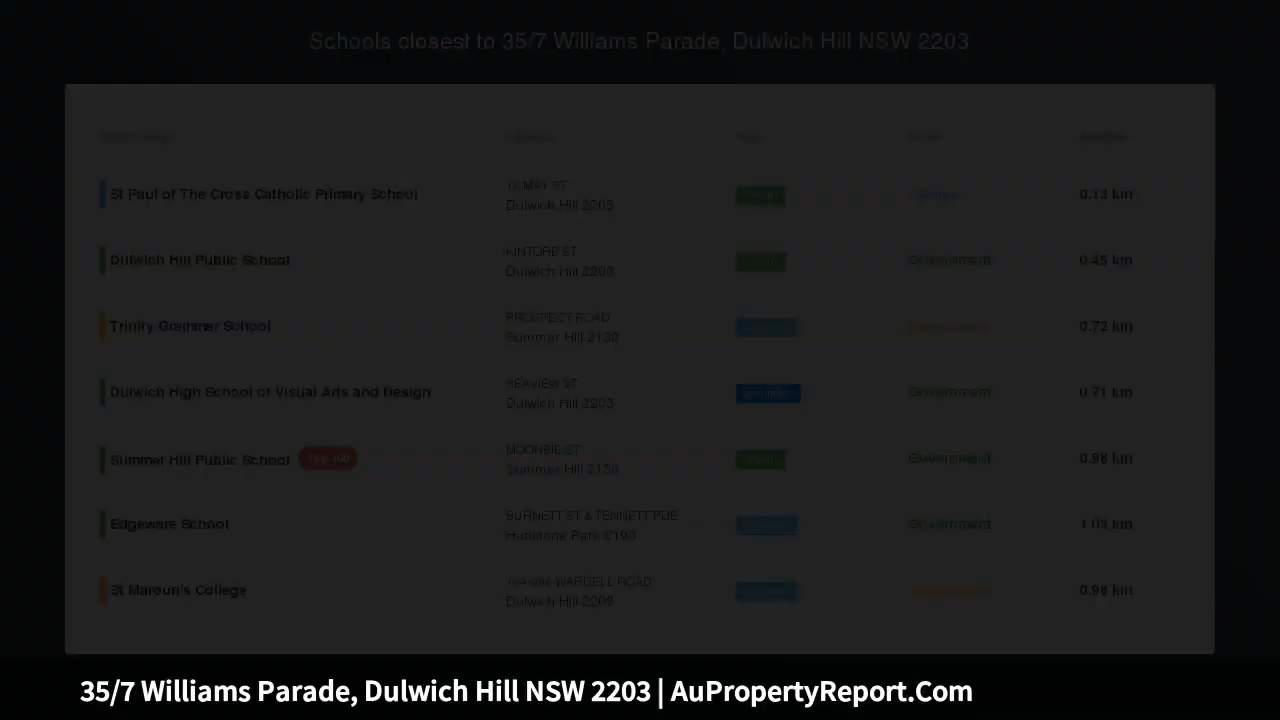 Schools closest to 35/7 Williams Parade, Dulwich Hill NSW 2203
St Paul of The Cross Catholic Primary School
Dulwich Hill 2203
0.13 km
Dulwich Hill Public School
KINTORE ST
Dulwich Hill 2203
Government
0.45 km
Trinity Grammar School
PROSPECT ROAD
Summer Hill 2130
0.72 km
Dulwich High School of Visual Arts and Design
SEAVIEW ST
Dulwich Hill 2203
Government
0.71 km
Summer Hill Public School
MOONBIE ST
Summer Hill 2130
Government
0.98 km
Edgeware School
BURNETT ST & TENNETT PDE
Hurlstone Park 2193
Government
1.03 km
St Maroun's College
WARDELL ROAD
Dulwich Hill 2203
0.98 km
35/7 Williams Parade, Dulwich Hill NSW 2203 | AuPropertyReport.Com